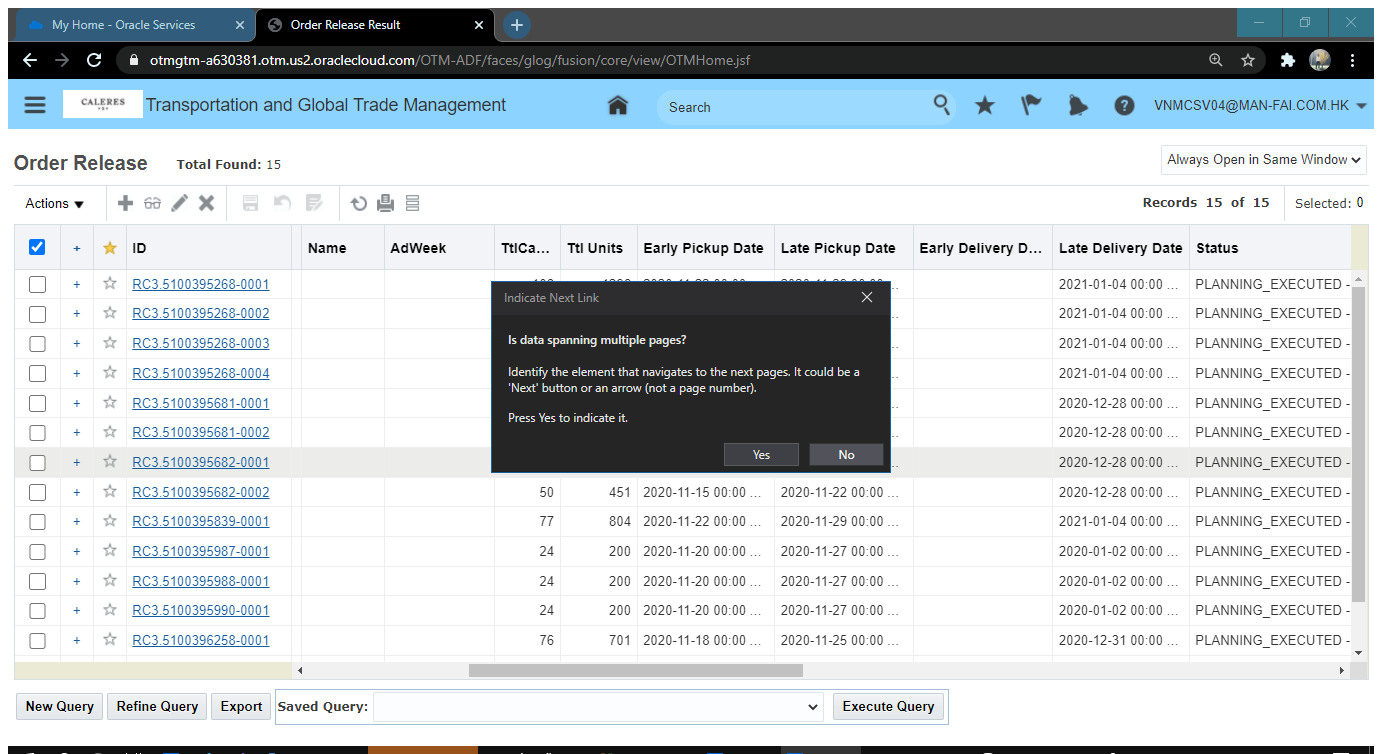 My Home - Oracle Services
Order Release Result
otmgtm-a630381.otm.us2.oraclecloud.com/OTM-ADF/faces/glog/fusion/core/view/OTMHome.jsf
CALERES Transportation and Global Trade Management Search VNMCSV04@MAN-FAI.COM.HK
Order Release Total Found: 15 Always Open in Same Window
Actions Records 15 of 15 Selected: 0
+ ID Name AdWeek TtlCa... Ttl Units Early Pickup Date Late Pickup Date Early Delivery D... Late Delivery Date Status
+ RC3.5100395268-0001 2021-01-04 00:00 ... PLANNING_EXECUTED -
+ RC3.5100395268-0002 2021-01-04 00:00 ... PLANNING_EXECUTED -
+ RC3.5100395268-0003 2021-01-04 00:00 ... PLANNING_EXECUTED -
+ RC3.5100395268-0004 2021-01-04 00:00 ... PLANNING_EXECUTED -
+ RC3.5100395681-0001 2020-12-28 00:00 ... PLANNING_EXECUTED -
+ RC3.5100395681-0002 2020-12-28 00:00 ... PLANNING_EXECUTED -
+ RC3.5100395682-0001 2020-12-28 00:00 ... PLANNING_EXECUTED -
+ RC3.5100395682-0002 50 451 2020-11-15 00:00 ... 2020-11-22 00:00 ... 2020-12-28 00:00 ... PLANNING_EXECUTED -
+ RC3.5100395839-0001 77 804 2020-11-22 00:00 ... 2020-11-29 00:00 ... 2021-01-04 00:00 ... PLANNING_EXECUTED -
+ RC3.5100395987-0001 24 200 2020-11-20 00:00 ... 2020-11-27 00:00 ... 2020-01-02 00:00 ... PLANNING_EXECUTED -
+ RC3.5100395988-0001 24 200 2020-11-20 00:00 ... 2020-11-27 00:00 ... 2020-01-02 00:00 ... PLANNING_EXECUTED -
+ RC3.5100395990-0001 24 200 2020-11-20 00:00 ... 2020-11-27 00:00 ... 2020-01-02 00:00 ... PLANNING_EXECUTED -
+ RC3.5100396258-0001 76 701 2020-11-18 00:00 ... 2020-11-25 00:00 ... 2020-12-31 00:00 ... PLANNING_EXECUTED -
Indicate Next Link
Is data spanning multiple pages?
Identify the element that navigates to the next pages. It could be a
'Next' button or an arrow (not a page number).
Press Yes to indicate it.
Yes No
New Query Refine Query Export Saved Query: Execute Query